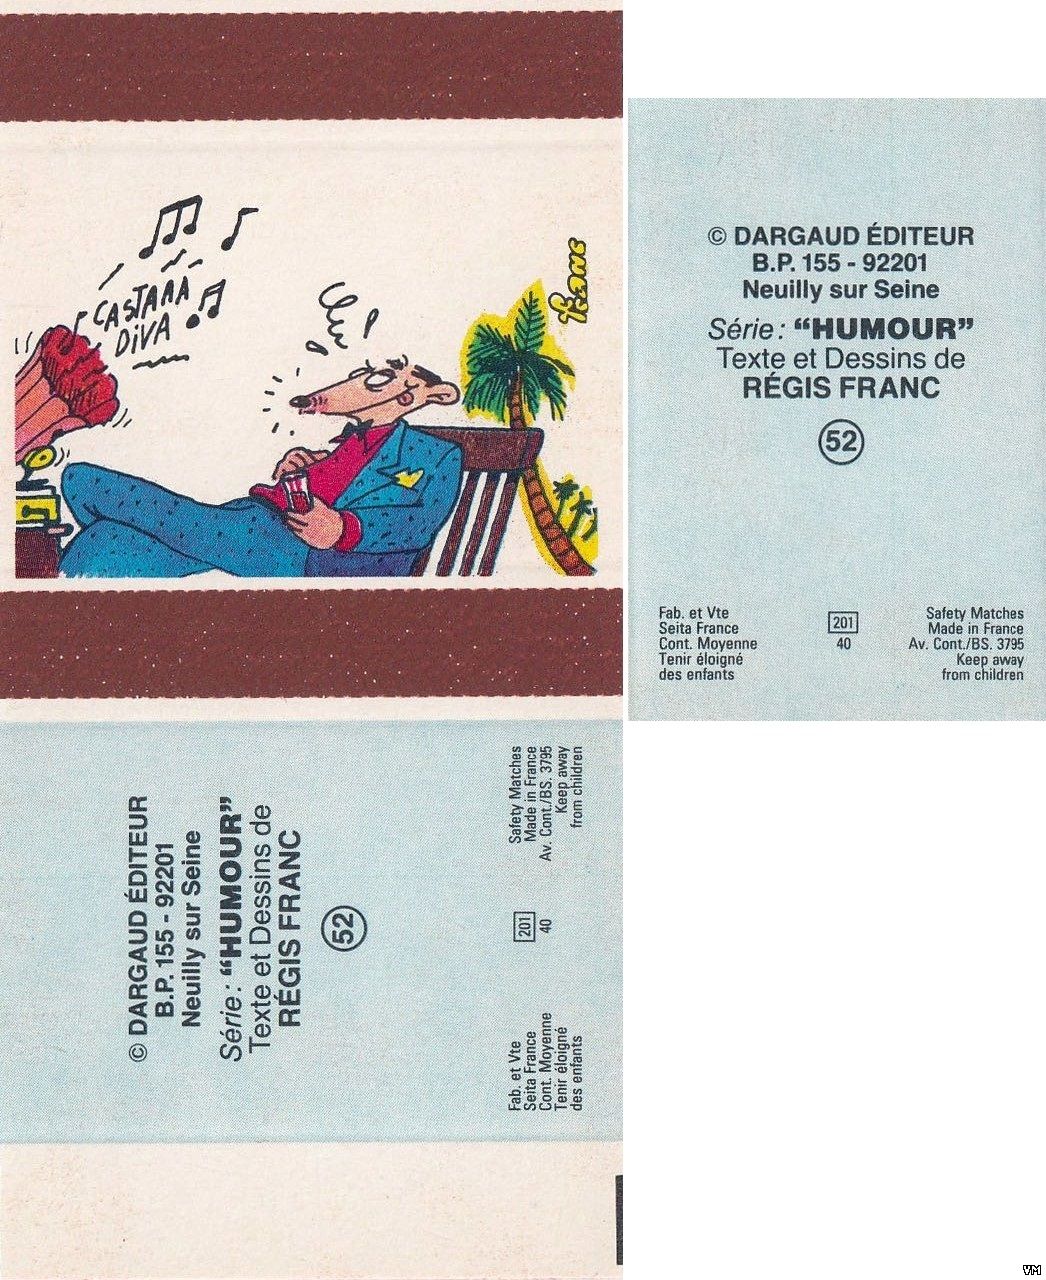 CASTARA
DIVA
franc
© DARGAUD ÉDITEUR
B.P. 155 - 92201
Neuilly sur Seine
Série : “HUMOUR”
Texte et Dessins de
RÉGIS FRANC
52
Fab. et Vte
Seita France
Cont. Moyenne
Tenir éloigné
des enfants
201
40
Safety Matches
Made in France
Av. Cont./BS. 3795
Keep away
from children
© DARGAUD ÉDITEUR
B.P. 155 - 92201
Neuilly sur Seine
Série : “HUMOUR”
Texte et Dessins de
RÉGIS FRANC
52
Fab. et Vte
Seita France
Cont. Moyenne
Tenir éloigné
des enfants
201
40
Safety Matches
Made in France
Av. Cont./BS. 3795
Keep away
from children
VM